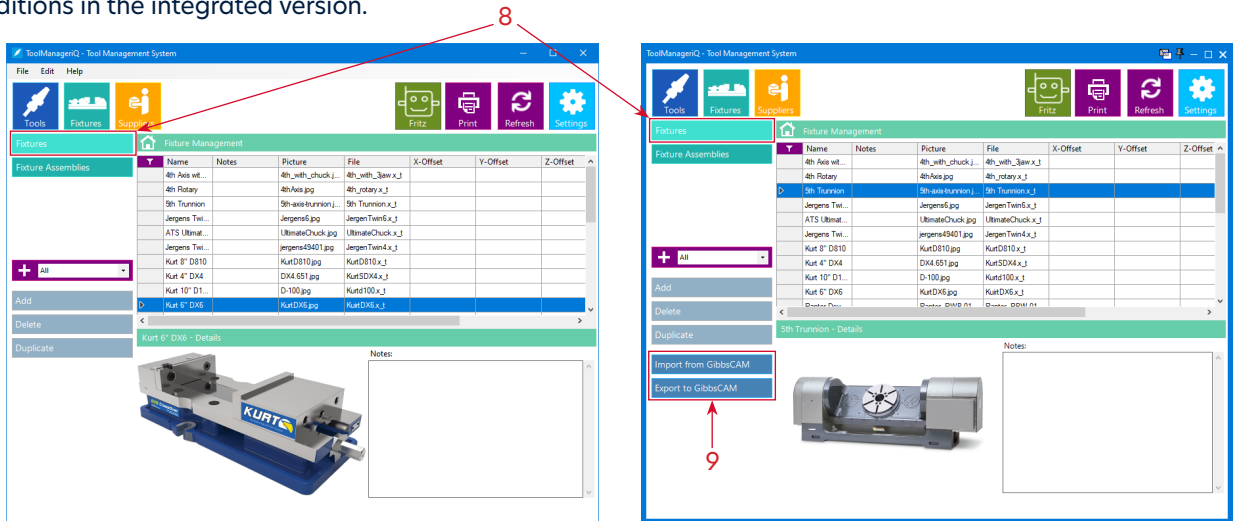 ditions in the integrated version.
8
ToolManageriQ - Tool Management System
File Edit Help
Tools Fixtures Suppliers Fritz Print Refresh Settings
Fixtures
Fixture Management
Fixture Assemblies
Name Notes Picture File X-Offset Y-Offset Z-Offset
4th Axis wit... 4th_with_chuck.j... 4th_with_3jaw.x_t
4th Rotary 4thAxis.jpg 4th_rotary.x_t
5th Trunnion 5th-axis-trunnion.j... 5th Trunnion.x_t
Jergens Twi... Jergens6.jpg JergenTwin6.x_t
ATS Ultimat... UltimateChuck.jpg UltimateChuck.x_t
Jergens Twi... jergens49401.jpg JergenTwin4.x_t
Kurt 8" D810 KurtD810.jpg KurtD810.x_t
Kurt 4" DX4 DX4.651.jpg KurtSDX4.x_t
Kurt 10" D1... D-100.jpg Kurtd100.x_t
Kurt 6" DX6 KurtDX6.jpg KuirtDX6.x_t
All
Add
Delete
Duplicate
Kurt 6" DX6 - Details
Notes:
KURT
ToolManageriQ - Tool Management System
Tools Fixtures Suppliers Fritz Print Refresh Settings
Fixtures
Fixture Management
Fixture Assemblies
Name Notes Picture File X-Offset Y-Offset Z-Offset
4th Axis wit... 4th_with_chuck.j... 4th_with_3jaw.x_t
4th Rotary 4thAxis.jpg 4th_rotary.x_t
5th Trunnion 5th-axis-trunnion.j... 5th Trunnion.x_t
Jergens Twi... Jergens6.jpg JergenTwin6.x_t
ATS Ultimat... UltimateChuck.jpg UltimateChuck.x_t
Jergens Twi... jergens49401.jpg JergenTwin4.x_t
Kurt 8" D810 KurtD810.jpg KurtD810.x_t
Kurt 4" DX4 DX4.651.jpg KurtSDX4.x_t
Kurt 10" D1... D-100.jpg Kurtd100.x_t
Kurt 6" DX6 KurtDX6.jpg KuirtDX6.x_t
All
Add
Delete
Duplicate
Import from GibbsCAM
Export to GibbsCAM
5th Trunnion - Details
Notes:
9